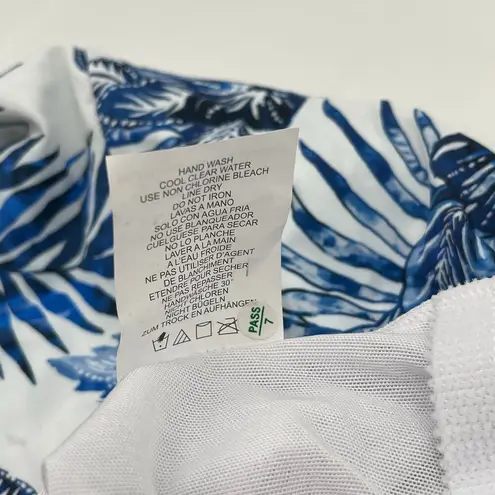 HAND WASH
COOL CLEAR WATER
USE NON CHLORINE BLEACH
LINE DRY
DO NOT IRON
LAVAS A MANO
SOLO CON AGUA FRIA
NO USE BLANQUEADOR
CUELGUESE PARA SECAR
NO LO PLANCHE
LAVER A LA MAIN
A L'EAU FROIDE
NE PAS UTILISER D'AGENT
DE BLANCHIMENT
ETENDRE POUR SECHER
NE PAS REPASSER
HANDWÄSCHE 30°
NICHT
NICHT BÜGELN
ZUM TROCK EN AUFHÄNGEN
PASS
7